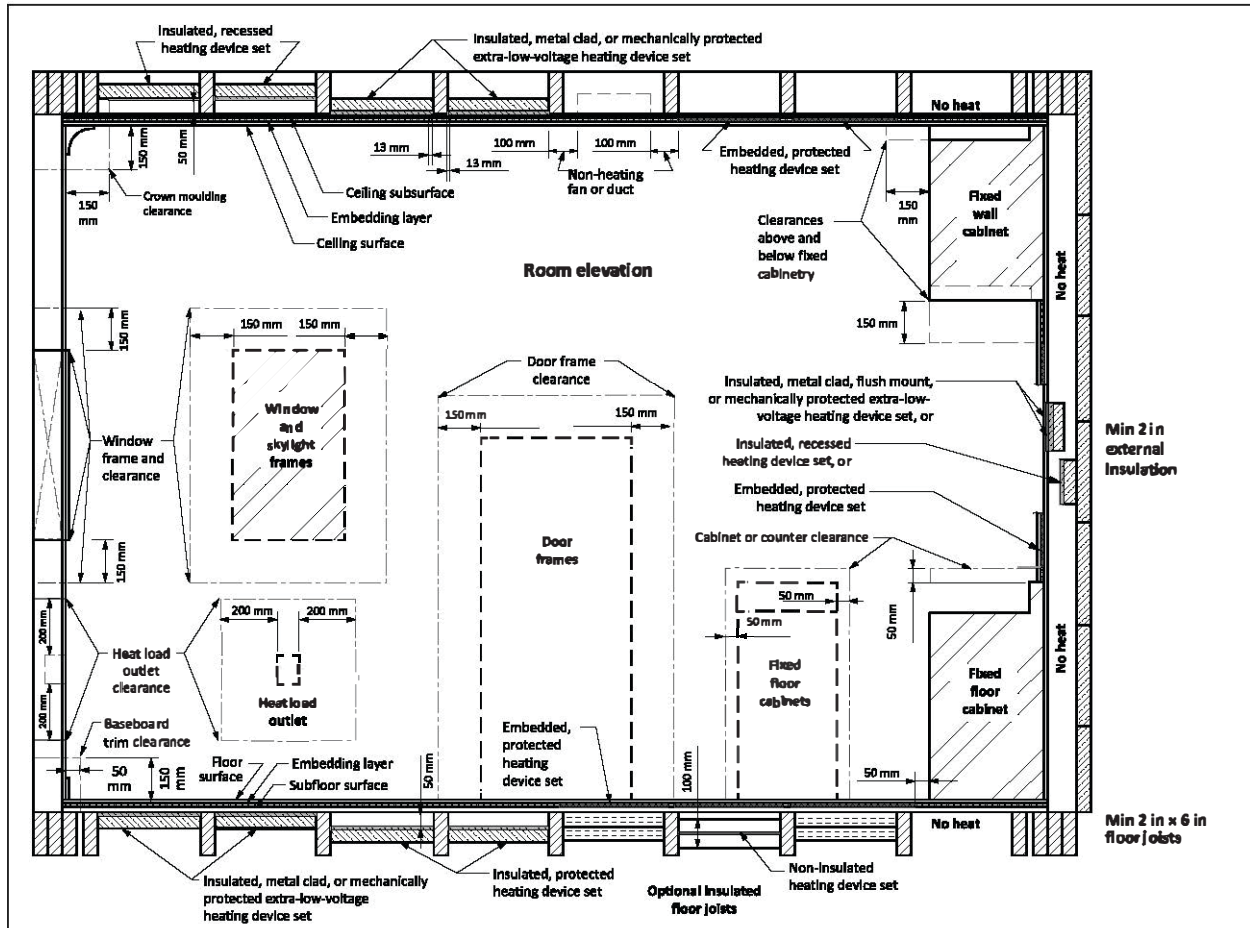 Insulated, recessed
heating device set
Insulated, metal clad, or mechanically protected
extra-low-voltage heating device set
No heat
150 mm
50 mm
13 mm
13 mm
100 mm
100 mm
Non-heating
fan or duct
Embedded, protected
heating device set
150
mm
Crown moulding
clearance
Ceiling subsurface
Embedding layer
Ceiling surface
Clearances
above and
below fixed
cabinetry
150
mm
Fixed
wall
cabinet
No heat
Room elevation
150 mm
150 mm
150 mm
150 mm
Door frame
clearance
150 mm
150 mm
Window
and
skylight
frames
Window
frame and
clearance
Insulated, metal clad, flush mount,
or mechanically protected extra-low-
voltage heating device set, or
Insulated, recessed
heating device set, or
Embedded, protected
heating device set
Min 2 in
external
insulation
Door
frames
Cabinet or counter clearance
150 mm
200 mm
200 mm
50 mm
50 mm
50 mm
200 mm
200 mm
Heat load
outlet
clearance
Heat load
outlet
Fixed
floor
cabinets
Fixed
floor
cabinet
No heat
Baseboard
trim clearance
50
mm
150
mm
Floor
surface
Embedding layer
Subfloor surface
50 mm
Embedded,
protected
heating
device set
100 mm
50 mm
No heat
Min 2 in × 6 in
floor joists
Insulated, metal clad, or mechanically
protected extra-low-voltage
heating device set
Insulated, protected
heating device set
Optional insulated
floor joists
Non-insulated
heating device set